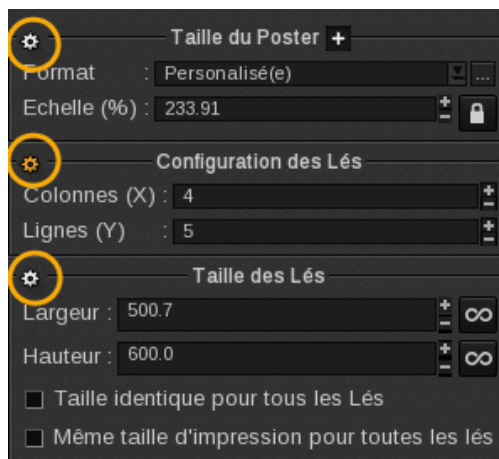 Taille du Poster +
Format : Personalisé(e) ...
Echelle (%) : 233.91
Configuration des Lés
Colonnes (X) : 4
Lignes (Y) : 5
Taille des Lés
Largeur : 500.7
Hauteur : 600.0
Taille identique pour tous les Lés
Même taille d'impression pour toutes les lés